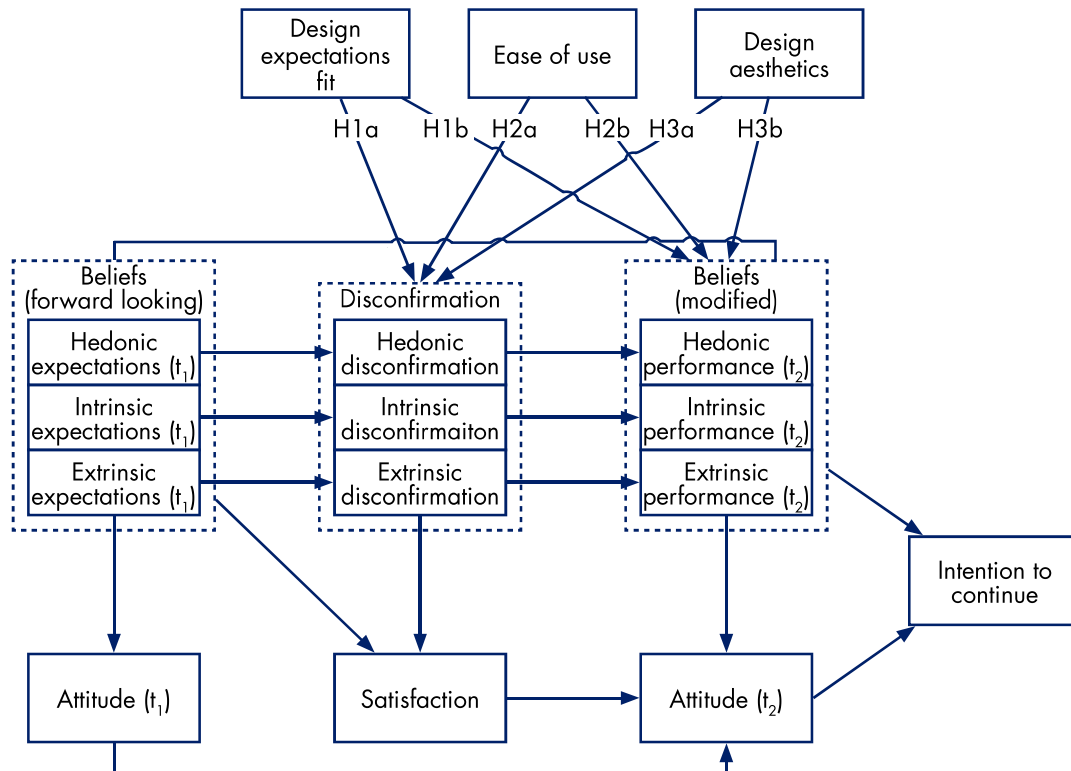 Design
expectations
fit
Ease of use
Design
aesthetics
H1a
H1b
H2a
H2b
H3a
H3b
Beliefs
(forward looking)
Hedonic
expectations (t₁)
Intrinsic
expectations (t₁)
Extrinsic
expectations (t₁)
Disconfirmation
Hedonic
disconfirmation
Intrinsic
disconfirmaiton
Extrinsic
disconfirmation
Beliefs
(modified)
Hedonic
performance (t₂)
Intrinsic
performance (t₂)
Extrinsic
performance (t₂)
Intention to
continue
Attitude (t₁)
Satisfaction
Attitude (t₂)